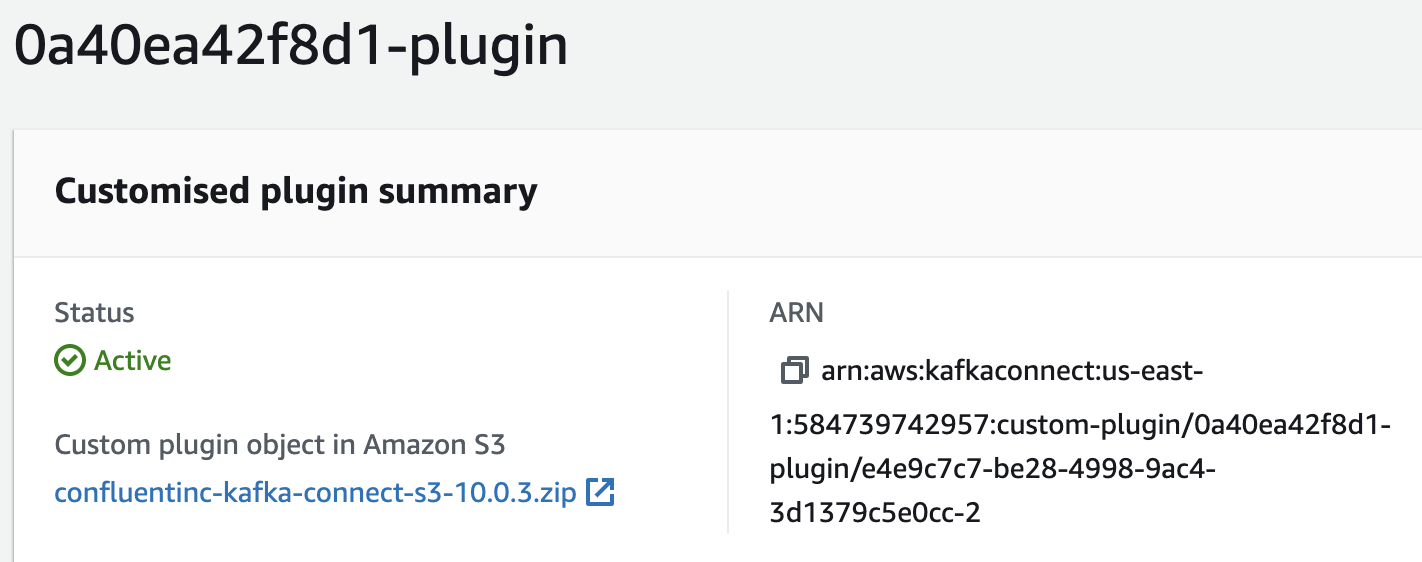 0a40ea42f8d1-plugin
Customised plugin summary
Status
Active
Custom plugin object in Amazon S3
confluentinc-kafka-connect-s3-10.0.3.zip
ARN
arn:aws:kafkaconnect:us-east-
1:584739742957:custom-plugin/0a40ea42f8d1-
plugin/e4e9c7c7-be28-4998-9ac4-
3d1379c5e0cc-2